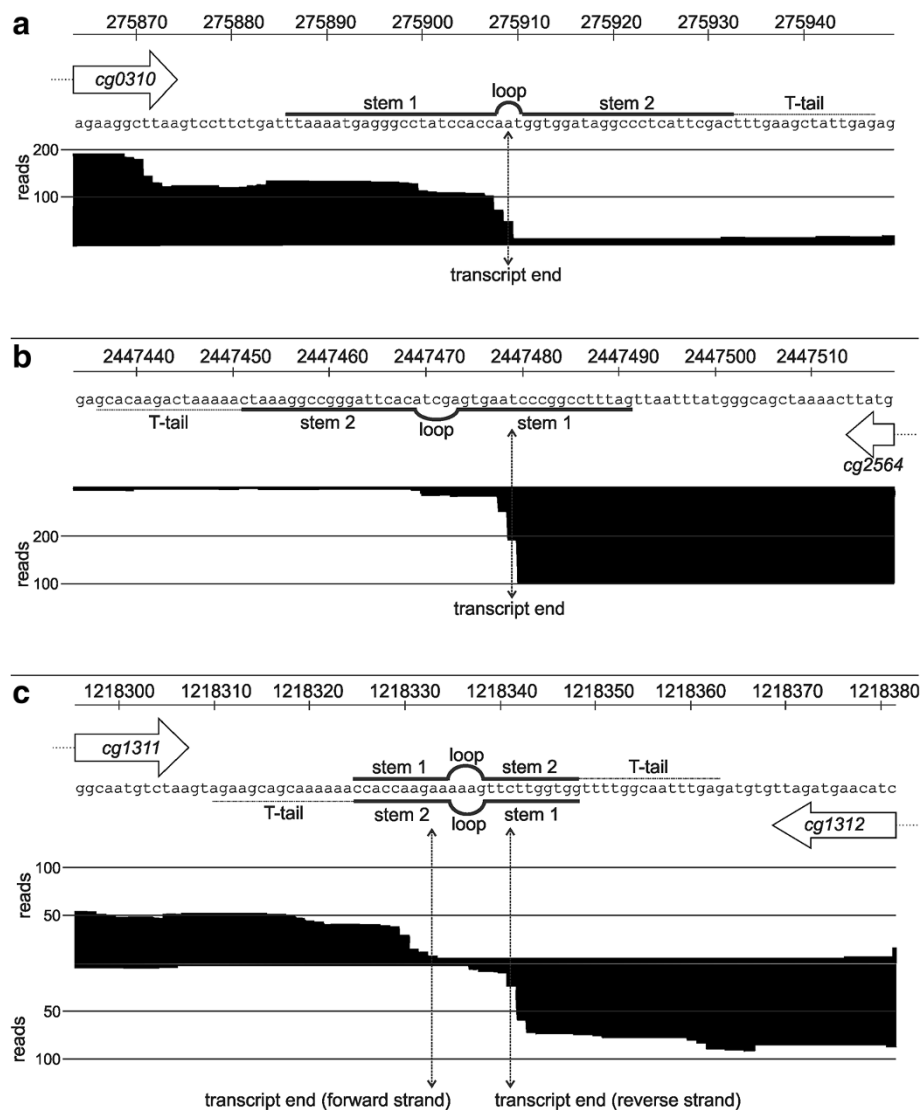 a
275870 275880 275890 275900 275910 275920 275930 275940
cg0310
loop
stem 1 stem 2 T-tail
agaaggcttaagtccttctgatttaaaatgagggcctatccaccaatggtggataggccctcattcgactttgaagctattgagag
200
100
reads
transcript end
b
2447440 2447450 2447460 2447470 2447480 2447490 2447500 2447510
gagcacaagactaaaaactaaaggccgggattcacatcgagtgaatcccggcctttagttaatttatgggcagctaaaacttatg
T-tail stem 2 loop stem 1
cg2564
200
100
reads
transcript end
c
1218300 1218310 1218320 1218330 1218340 1218350 1218360 1218370 1218380
cg1311
loop
stem 1 stem 2 T-tail
ggcaatgtctaagtagaagcagcaaaaaaccaccaagaaaaagttcttggtggttttggcaatttgagatgtgttagatgaacatc
T-tail stem 2 loop stem 1
cg1312
100
50
reads
50
100
reads
transcript end (forward strand) transcript end (reverse strand)